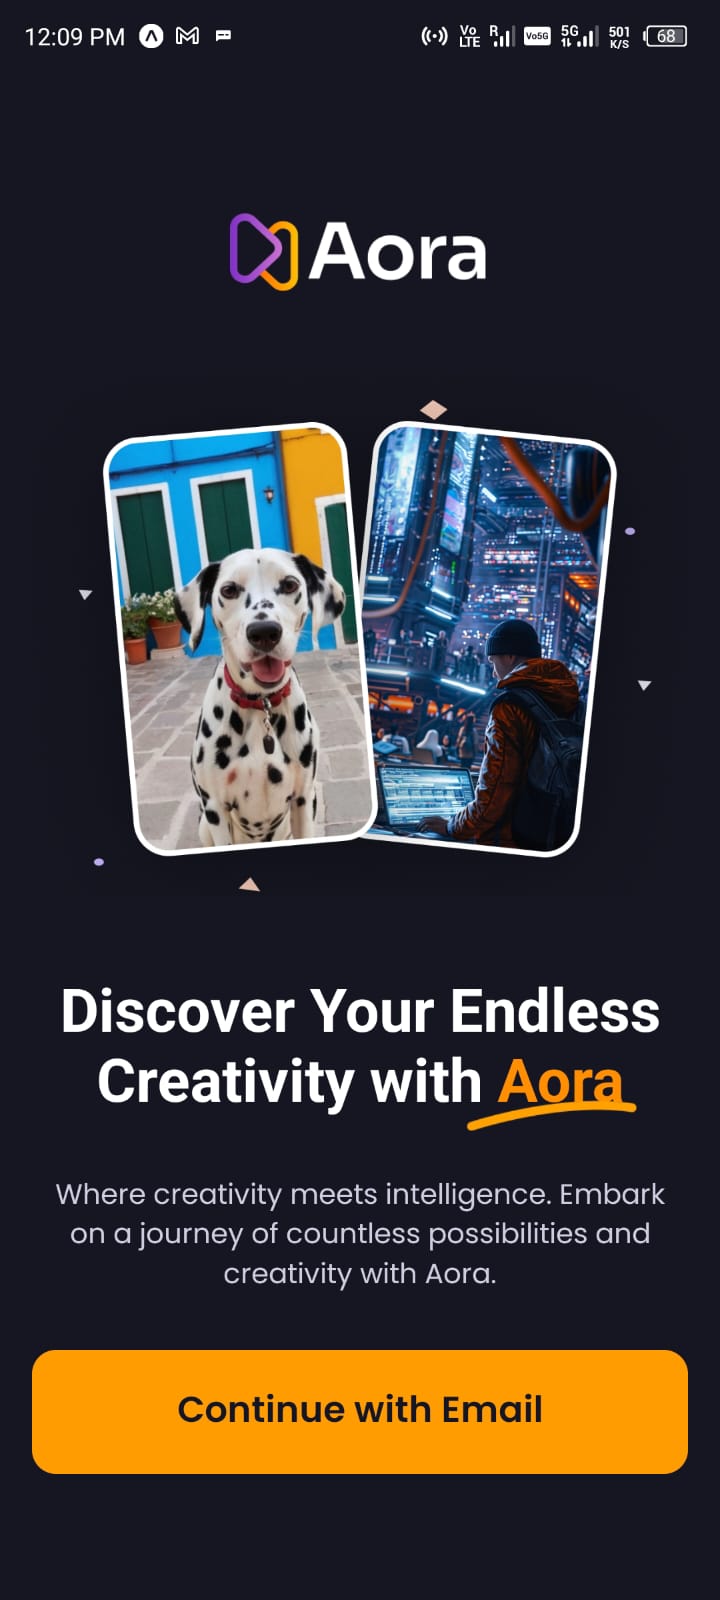 12:09 PM
Vo LTE R Vo5G 5G 501 K/S 68
Aora
Discover Your Endless
Creativity with Aora
Where creativity meets intelligence. Embark
on a journey of countless possibilities and
creativity with Aora.
Continue with Email